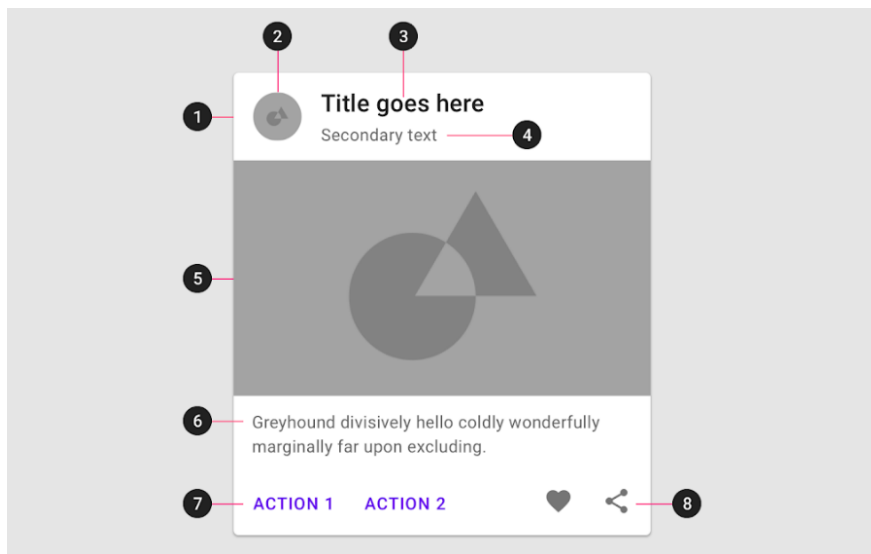 2
3
1
Title goes here
Secondary text
4
5
6
Greyhound divisively hello coldly wonderfully
marginally far upon excluding.
7
ACTION 1
ACTION 2
8